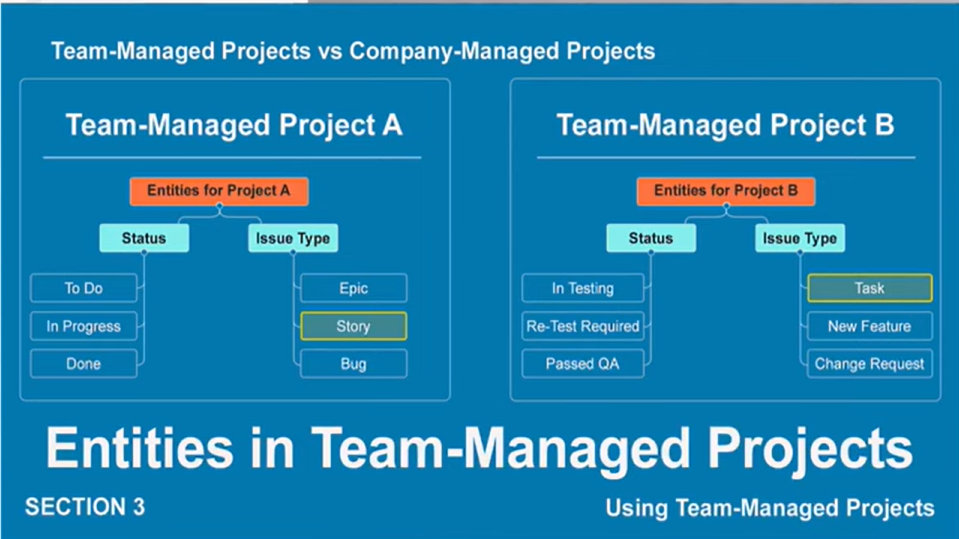 Team-Managed Projects vs Company-Managed Projects
Team-Managed Project A
Entities for Project A
Status
Issue Type
To Do
In Progress
Done
Epic
Story
Bug
Team-Managed Project B
Entities for Project B
Status
Issue Type
In Testing
Re-Test Required
Passed QA
Task
New Feature
Change Request
Entities in Team-Managed Projects
SECTION 3
Using Team-Managed Projects